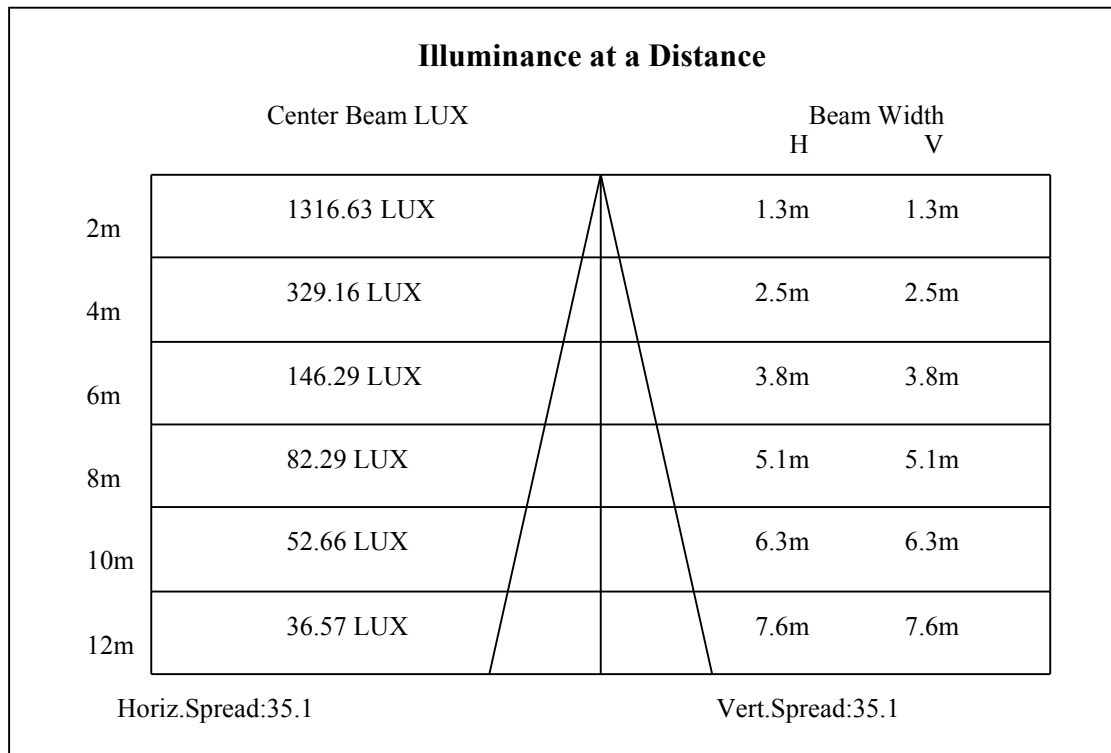 Illuminance at a Distance
Center Beam LUX Beam Width
H V
2m 1316.63 LUX 1.3m 1.3m
4m 329.16 LUX 2.5m 2.5m
6m 146.29 LUX 3.8m 3.8m
8m 82.29 LUX 5.1m 5.1m
10m 52.66 LUX 6.3m 6.3m
12m 36.57 LUX 7.6m 7.6m
Horiz.Spread:35.1 Vert.Spread:35.1